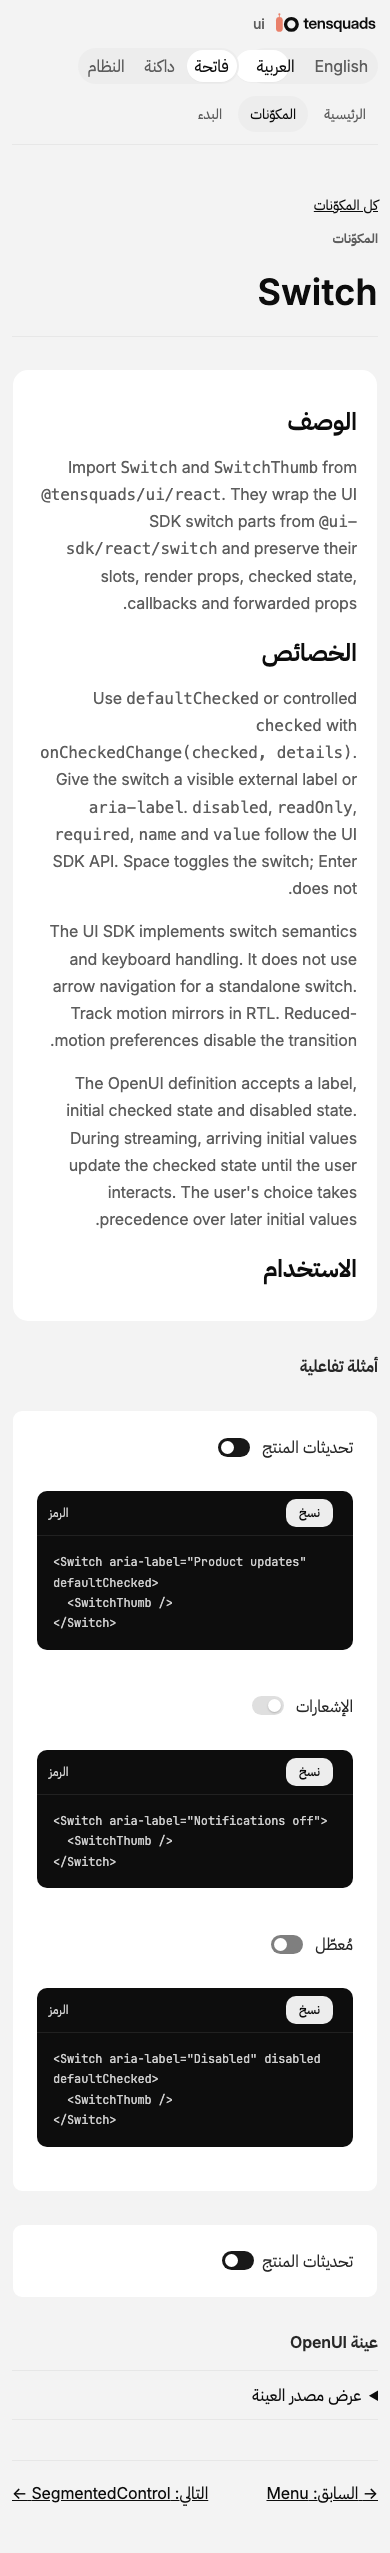 tensquads ui
English العربية فاتحة داكنة النظام
الرئيسية المكوّنات البدء
كل المكوّنات
المكوّنات
Switch
الوصف
Import Switch and SwitchThumb from
@tensquads/ui/react. They wrap the UI
SDK switch parts from @ui-
sdk/react/switch and preserve their
slots, render props, checked state,
callbacks and forwarded props.
الخصائص
Use defaultChecked or controlled
checked with
onCheckedChange(checked, details).
Give the switch a visible external label or
aria-label. disabled, readOnly,
required, name and value follow the UI
SDK API. Space toggles the switch; Enter
does not.
The UI SDK implements switch semantics
and keyboard handling. It does not use
arrow navigation for a standalone switch.
Track motion mirrors in RTL. Reduced-
motion preferences disable the transition.
The OpenUI definition accepts a label,
initial checked state and disabled state.
During streaming, arriving initial values
update the checked state until the user
interacts. The user's choice takes
precedence over later initial values.
الاستخدام
أمثلة تفاعلية
تحديثات المنتج
نسخ الرمز
<Switch aria-label="Product updates"
defaultChecked>
  <SwitchThumb />
</Switch>
الإشعارات
نسخ الرمز
<Switch aria-label="Notifications off">
  <SwitchThumb />
</Switch>
مُعطّل
نسخ الرمز
<Switch aria-label="Disabled" disabled
defaultChecked>
  <SwitchThumb />
</Switch>
تحديثات المنتج
عينة OpenUI
◀ عرض مصدر العينة
→ السابق: Menu التالي: SegmentedControl ←